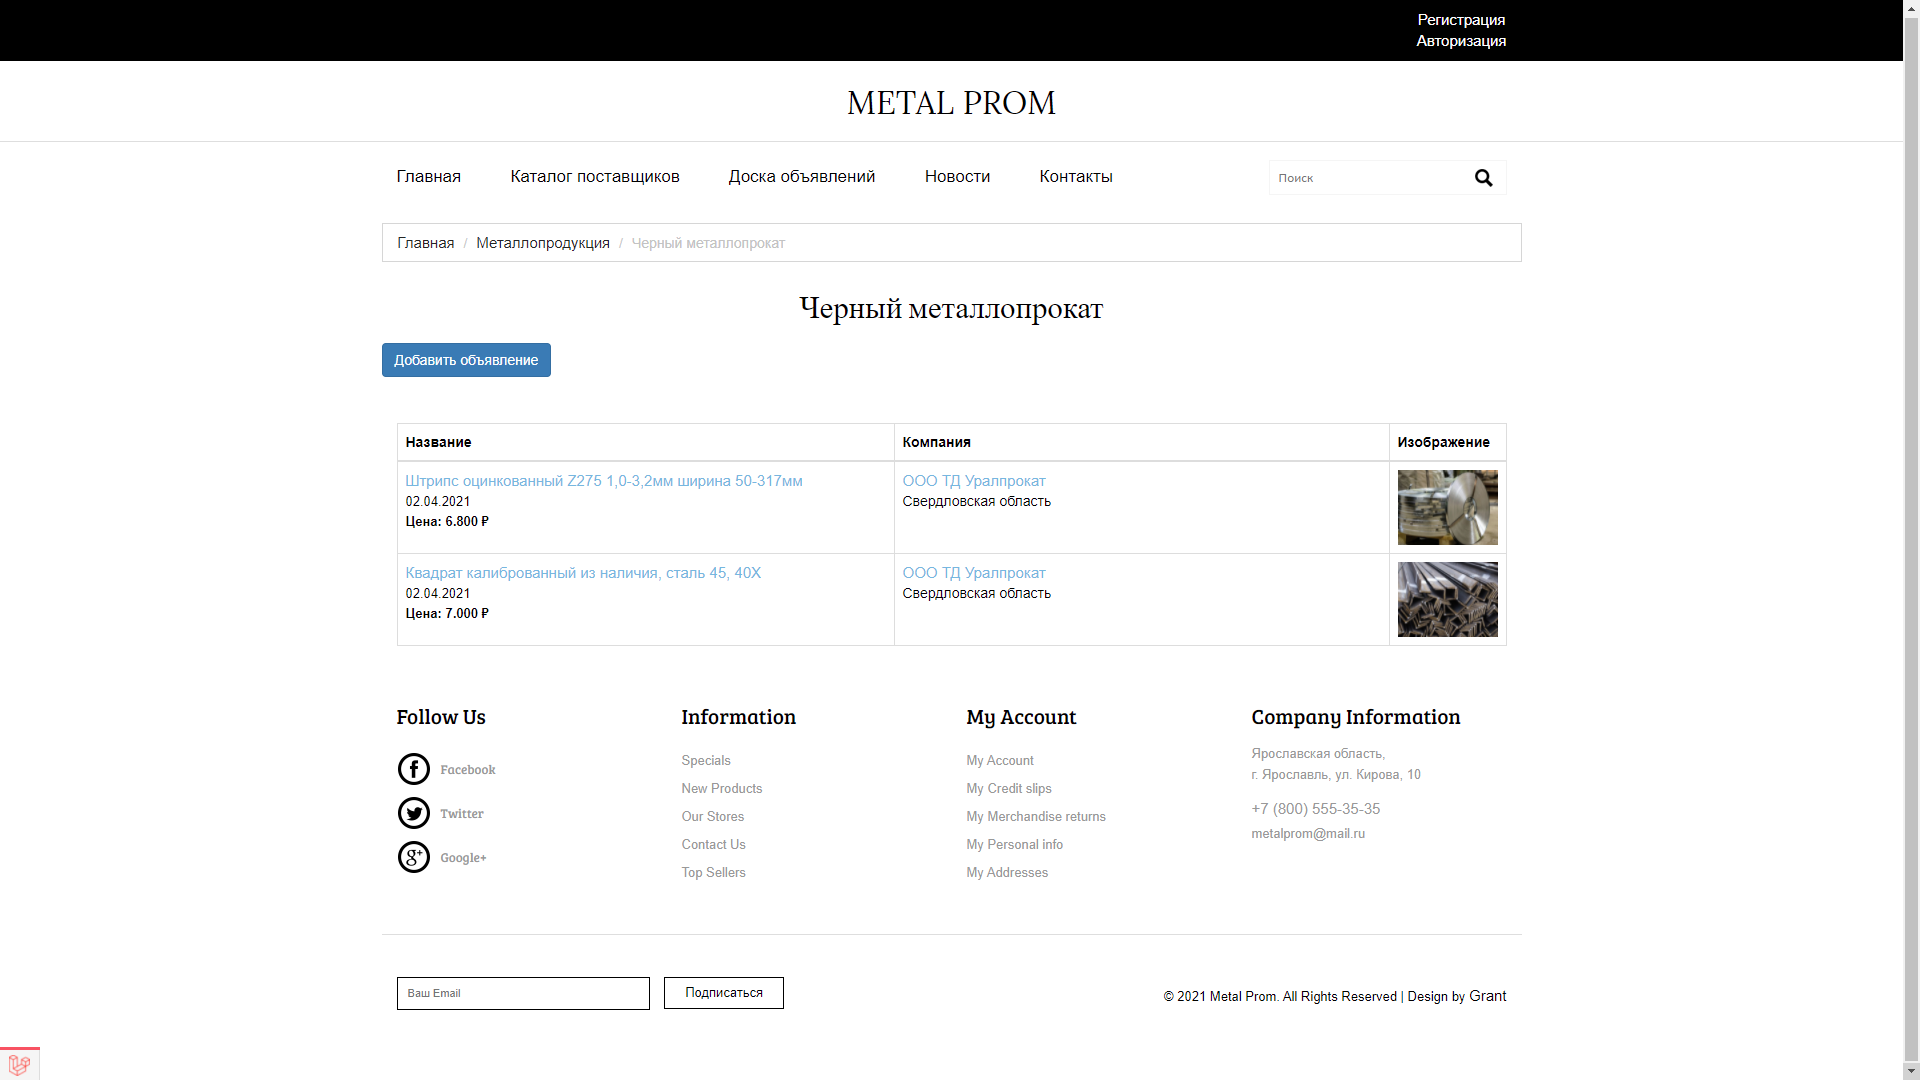 Регистрация
Авторизация
METAL PROM
Главная Каталог поставщиков Доска объявлений Новости Контакты Поиск
Главная / Металлопродукция / Черный металлопрокат
Черный металлопрокат
Добавить объявление
Название Компания Изображение
Штрипс оцинкованный Z275 1,0-3,2мм ширина 50-317мм ООО ТД Уралпрокат
02.04.2021 Свердловская область
Цена: 6.800 ₽
Квадрат калиброванный из наличия, сталь 45, 40Х ООО ТД Уралпрокат
02.04.2021 Свердловская область
Цена: 7.000 ₽
Follow Us
Facebook
Twitter
Google+
Information
Specials
New Products
Our Stores
Contact Us
Top Sellers
My Account
My Account
My Credit slips
My Merchandise returns
My Personal info
My Addresses
Company Information
Ярославская область,
г. Ярославль, ул. Кирова, 10
+7 (800) 555-35-35
metalprom@mail.ru
Ваш Email Подписаться © 2021 Metal Prom. All Rights Reserved | Design by Grant